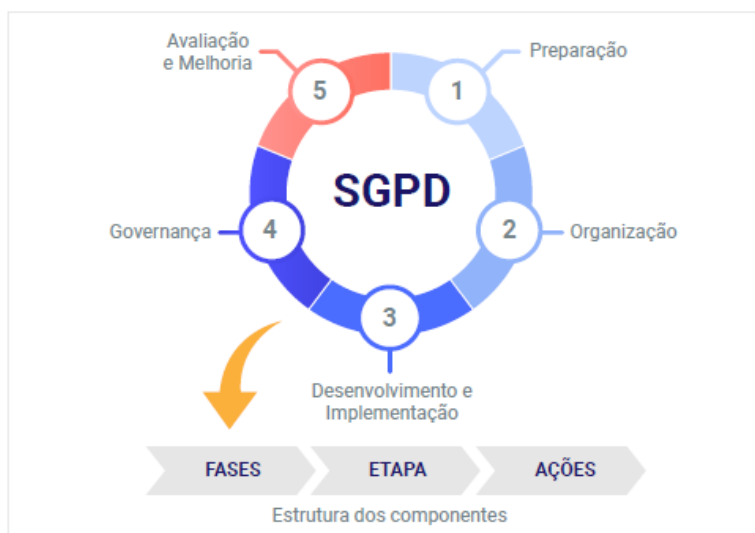 Avaliação
e Melhoria
5
1
Preparação
SGPD
Governança
4
2
Organização
3
Desenvolvimento e
Implementação
FASES
ETAPA
AÇÕES
Estrutura dos componentes